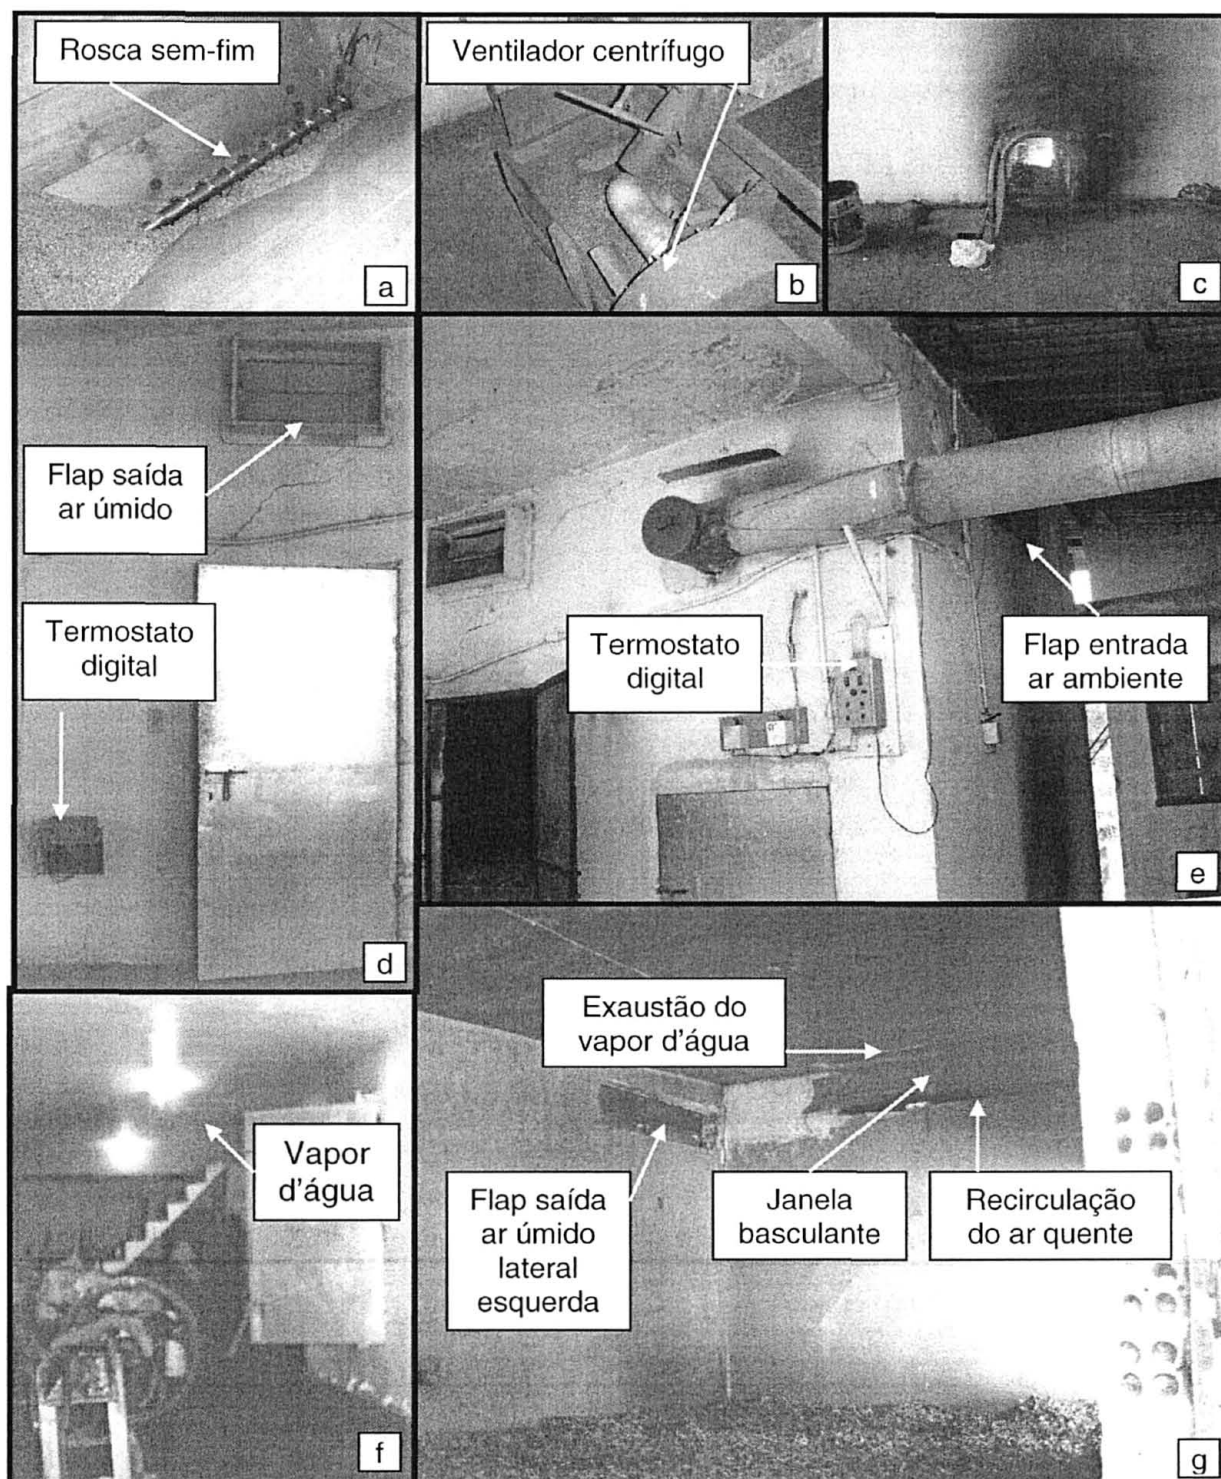 Rosca sem-fim
a
Ventilador centrífugo
b
c
Flap saída
ar úmido
Termostato
digital
d
Termostato
digital
Flap entrada
ar ambiente
e
Vapor
d'água
f
Exaustão do
vapor d'água
Flap saída
ar úmido
lateral
esquerda
Janela
basculante
Recirculação
do ar quente
g